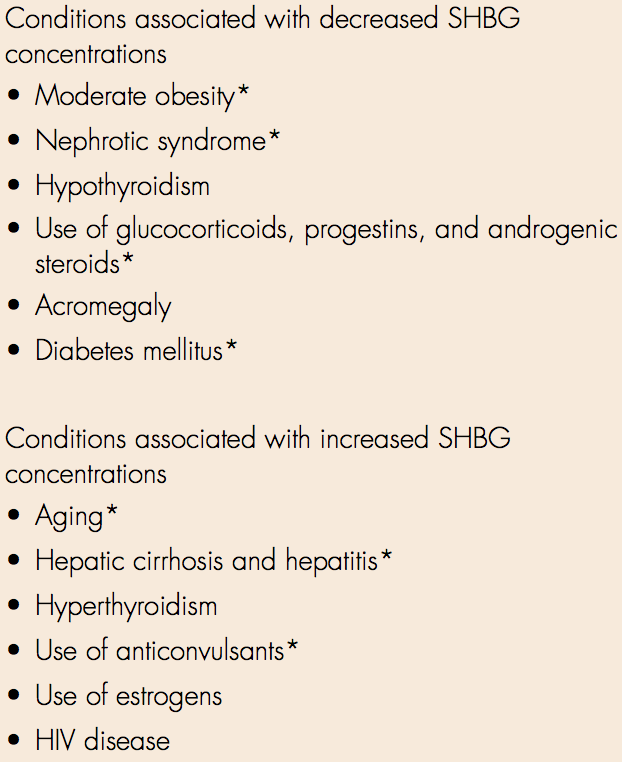 Conditions associated with decreased SHBG
concentrations
• Moderate obesity*
• Nephrotic syndrome*
• Hypothyroidism
• Use of glucocorticoids, progestins, and androgenic
steroids*
• Acromegaly
• Diabetes mellitus*
Conditions associated with increased SHBG
concentrations
• Aging*
• Hepatic cirrhosis and hepatitis*
• Hyperthyroidism
• Use of anticonvulsants*
• Use of estrogens
• HIV disease